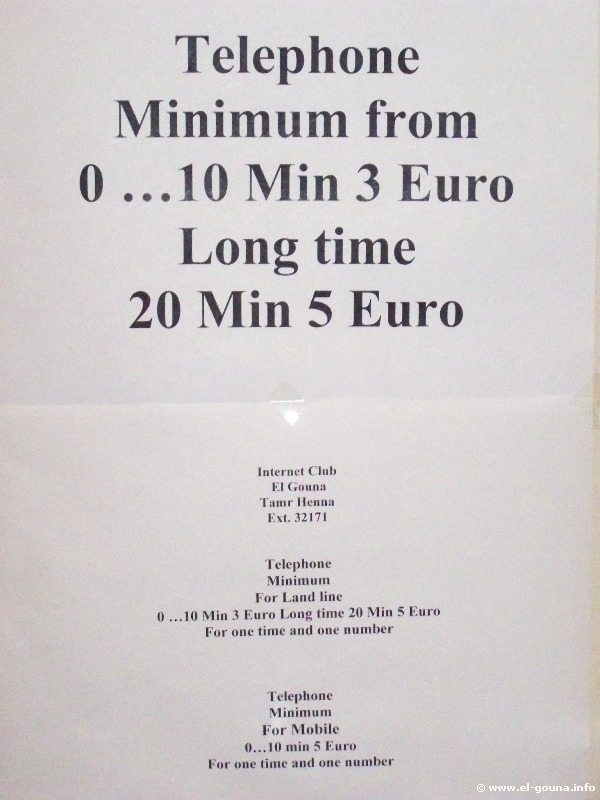 Telephone
Minimum from
0 …10 Min 3 Euro
Long time
20 Min 5 Euro
Internet Club
El Gouna
Tamr Henna
Ext. 32171
Telephone
Minimum
For Land line
0 …10 Min 3 Euro Long time 20 Min 5 Euro
For one time and one number
Telephone
Minimum
For Mobile
0…10 min 5 Euro
For one time and one number
© www.el-gouna.info